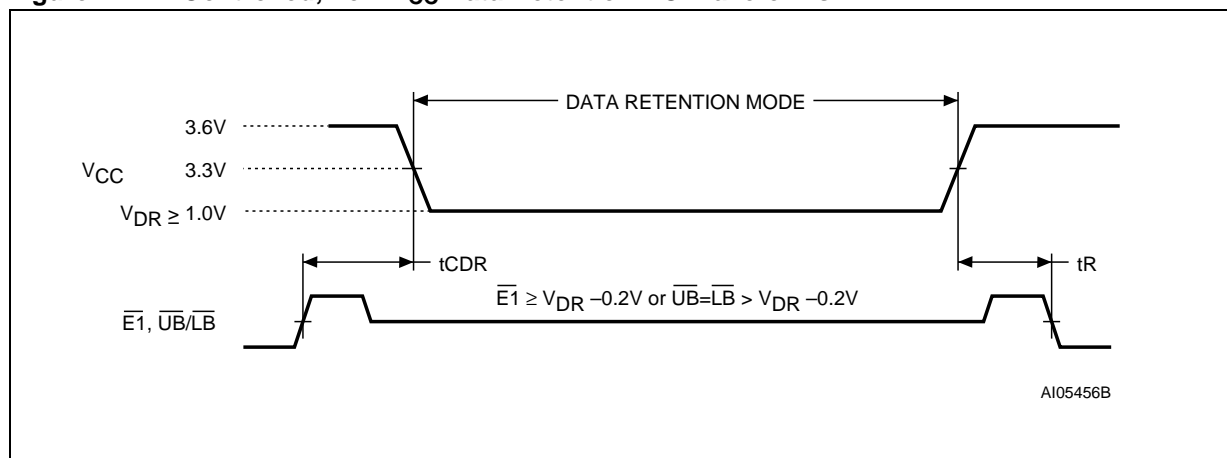 DATA RETENTION MODE
3.6V
VCC 3.3V
VDR ≥ 1.0V
tCDR
tR
E1 ≥ VDR –0.2V or UB=LB > VDR –0.2V
E1, UB/LB
AI05456B